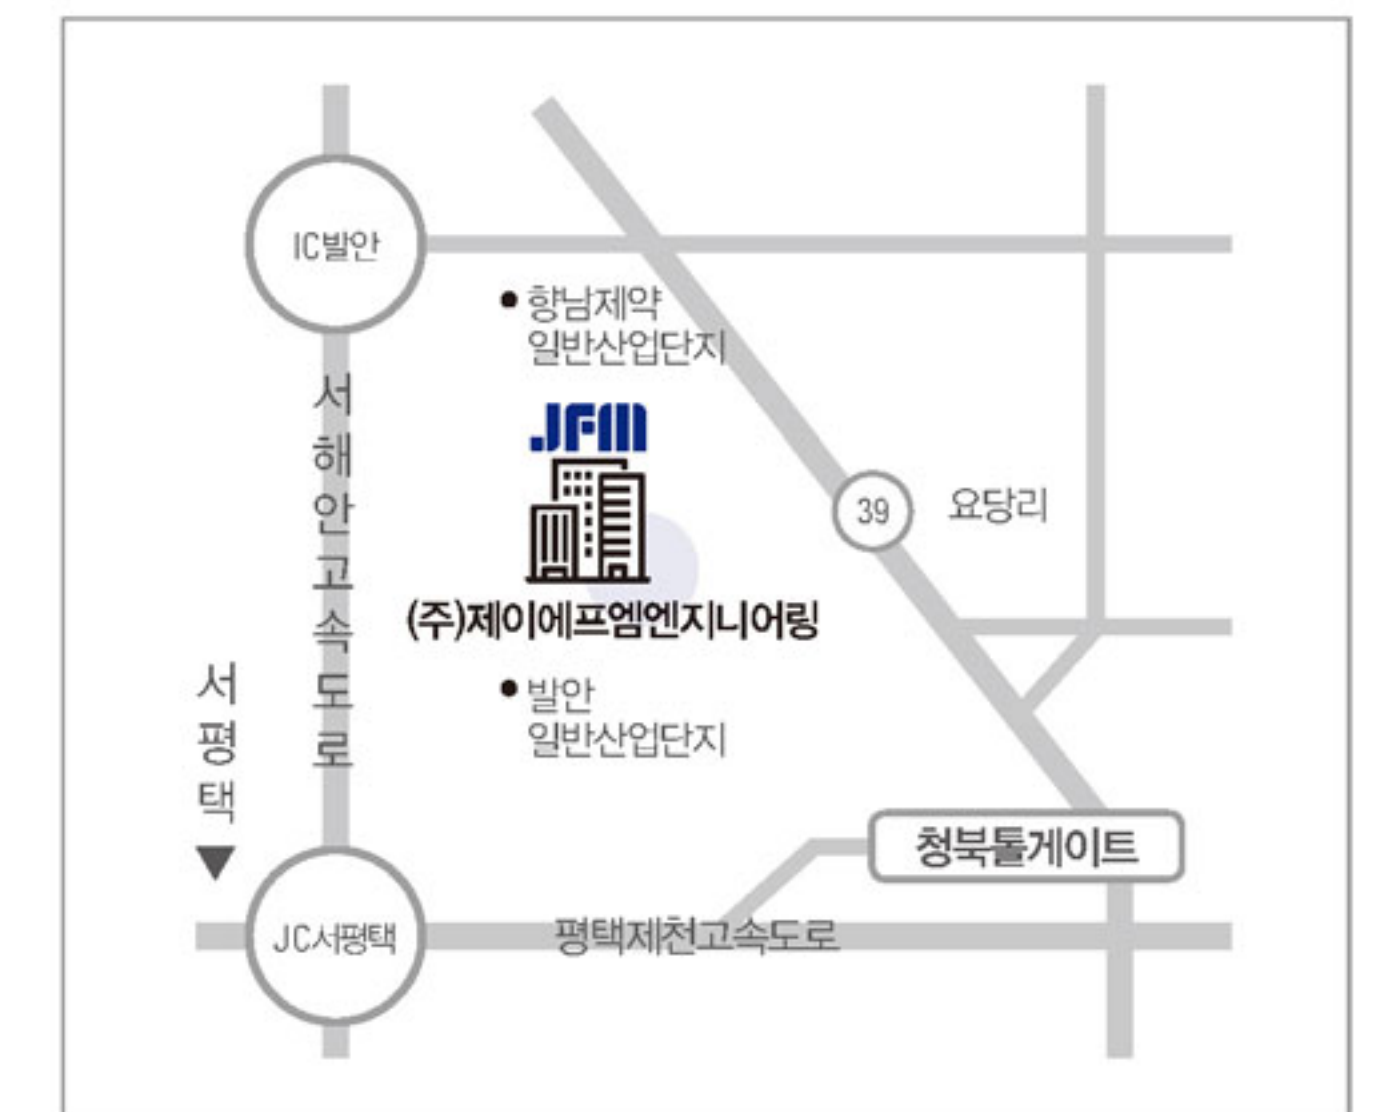 IC발안
향남제약
일반산업단지
서해안고속도로
JFM
39
요당리
(주)제이에프엠엔지니어링
발안
일반산업단지
서평택
청북톨게이트
JC서평택
평택제천고속도로